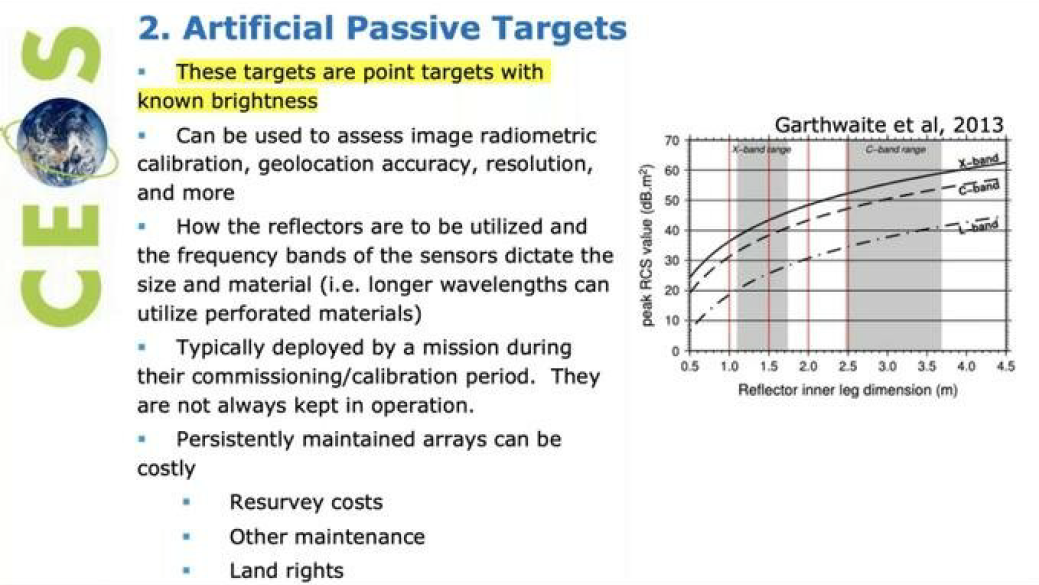 CEOS
2. Artificial Passive Targets
▪ These targets are point targets with
known brightness
▪ Can be used to assess image radiometric
calibration, geolocation accuracy, resolution,
and more
▪ How the reflectors are to be utilized and
the frequency bands of the sensors dictate the
size and material (i.e. longer wavelengths can
utilize perforated materials)
▪ Typically deployed by a mission during
their commissioning/calibration period. They
are not always kept in operation.
▪ Persistently maintained arrays can be
costly
▪ Resurvey costs
▪ Other maintenance
▪ Land rights
Garthwaite et al, 2013
X-band range
C-band range
X-band
C-band
L-band
peak RCS value (dB.m²)
70
60
50
40
30
20
10
0
0.5 1.0 1.5 2.0 2.5 3.0 3.5 4.0 4.5
Reflector inner leg dimension (m)